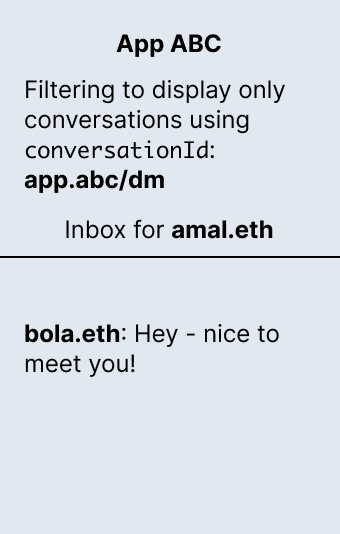 App ABC
Filtering to display only
conversations using
conversationId:
app.abc/dm
Inbox for amal.eth
bola.eth: Hey - nice to
meet you!